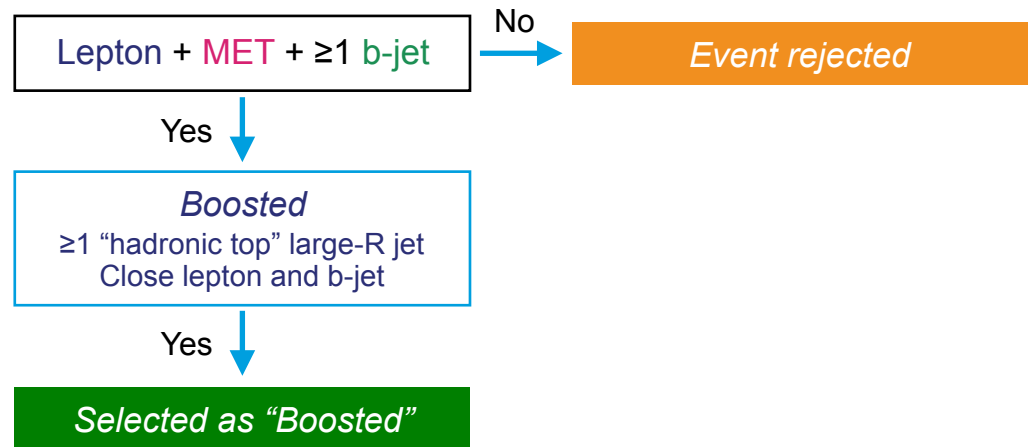 Lepton + MET + ≥1 b-jet
No
Event rejected
Yes
Boosted
≥1 “hadronic top” large-R jet
Close lepton and b-jet
Yes
Selected as “Boosted”